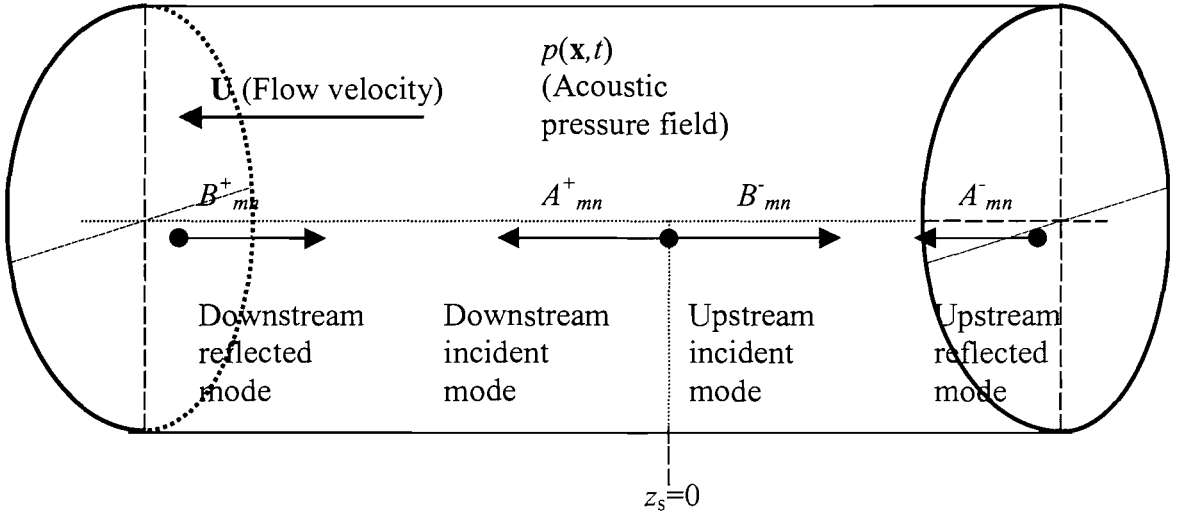 p(x,t)
(Acoustic
pressure field)
U (Flow velocity)
B⁺ₘₙ
A⁺ₘₙ
B⁻ₘₙ
A⁻ₘₙ
Downstream
reflected
mode
Downstream
incident
mode
Upstream
incident
mode
Upstream
reflected
mode
zₛ=0